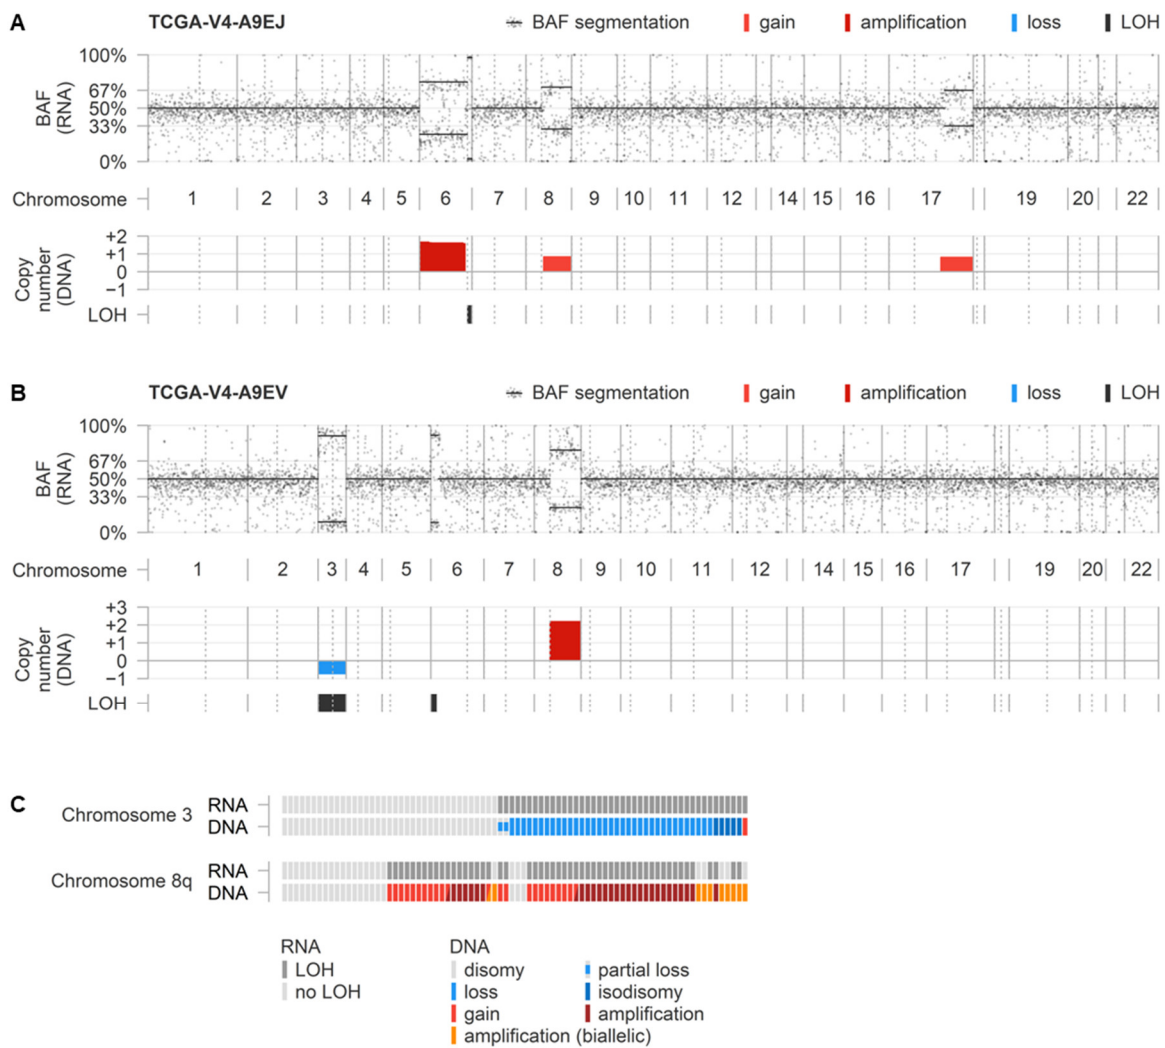 A TCGA-V4-A9EJ BAF segmentation gain amplification loss LOH
100%
67%
50%
33%
0%
BAF
(RNA)
Chromosome 1 2 3 4 5 6 7 8 9 10 11 12 14 15 16 17 19 20 22
+2
+1
0
−1
Copy
number
(DNA)
LOH
B TCGA-V4-A9EV BAF segmentation gain amplification loss LOH
100%
67%
50%
33%
0%
BAF
(RNA)
Chromosome 1 2 3 4 5 6 7 8 9 10 11 12 14 15 16 17 19 20 22
+3
+2
+1
0
−1
Copy
number
(DNA)
LOH
C
Chromosome 3 RNA
DNA
Chromosome 8q RNA
DNA
RNA DNA
LOH disomy partial loss
no LOH loss isodisomy
gain amplification
amplification (biallelic)